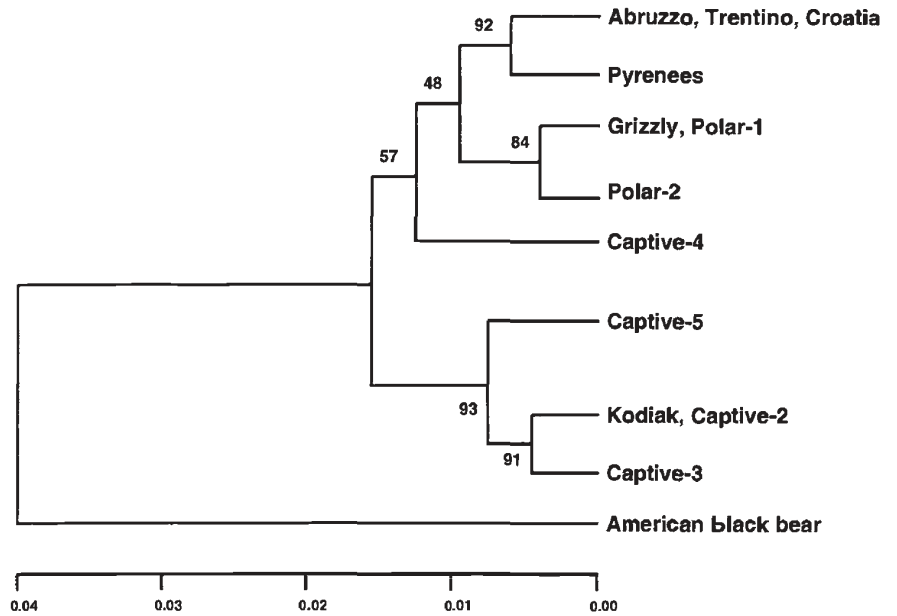 92
Abruzzo, Trentino, Croatia
Pyrenees
48
Grizzly, Polar-1
84
57
Polar-2
Captive-4
Captive-5
93
Kodiak, Captive-2
91
Captive-3
American black bear
0.04 0.03 0.02 0.01 0.00